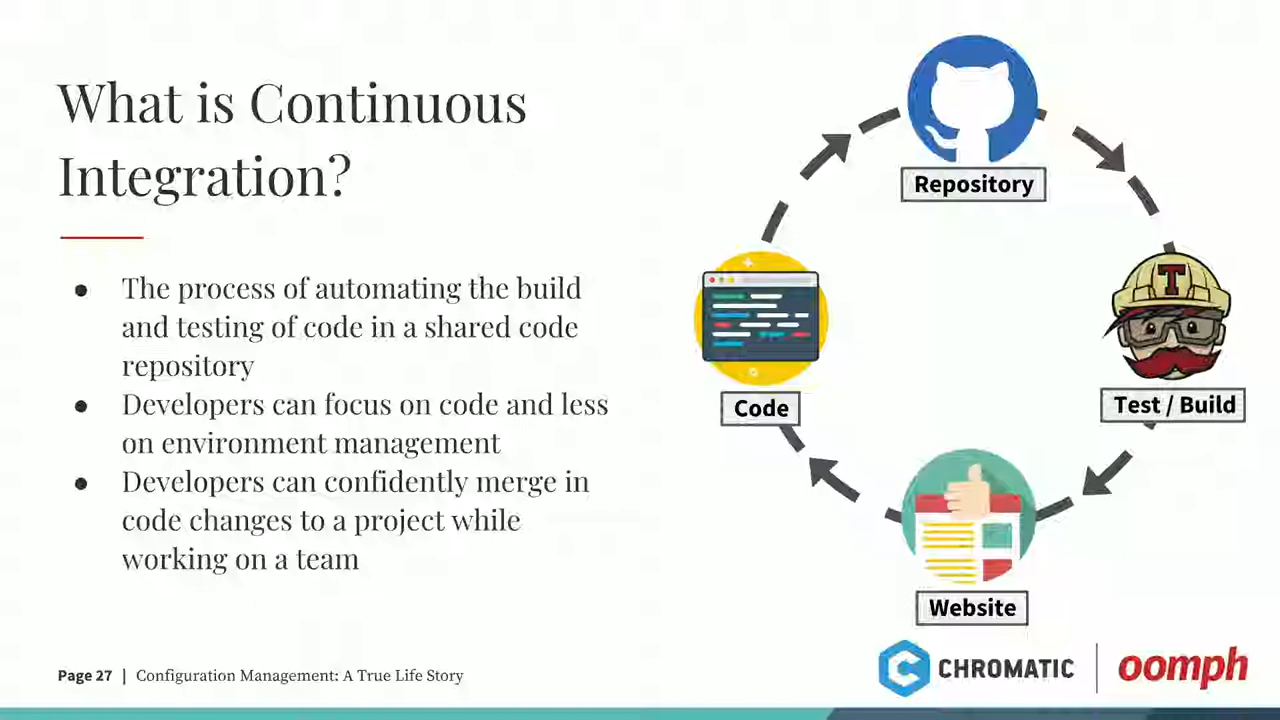 What is Continuous
Integration?
● The process of automating the build
and testing of code in a shared code
repository
● Developers can focus on code and less
on environment management
● Developers can confidently merge in
code changes to a project while
working on a team
Repository
T
Test / Build
Code
Website
Page 27 | Configuration Management: A True Life Story
CHROMATIC | oomph